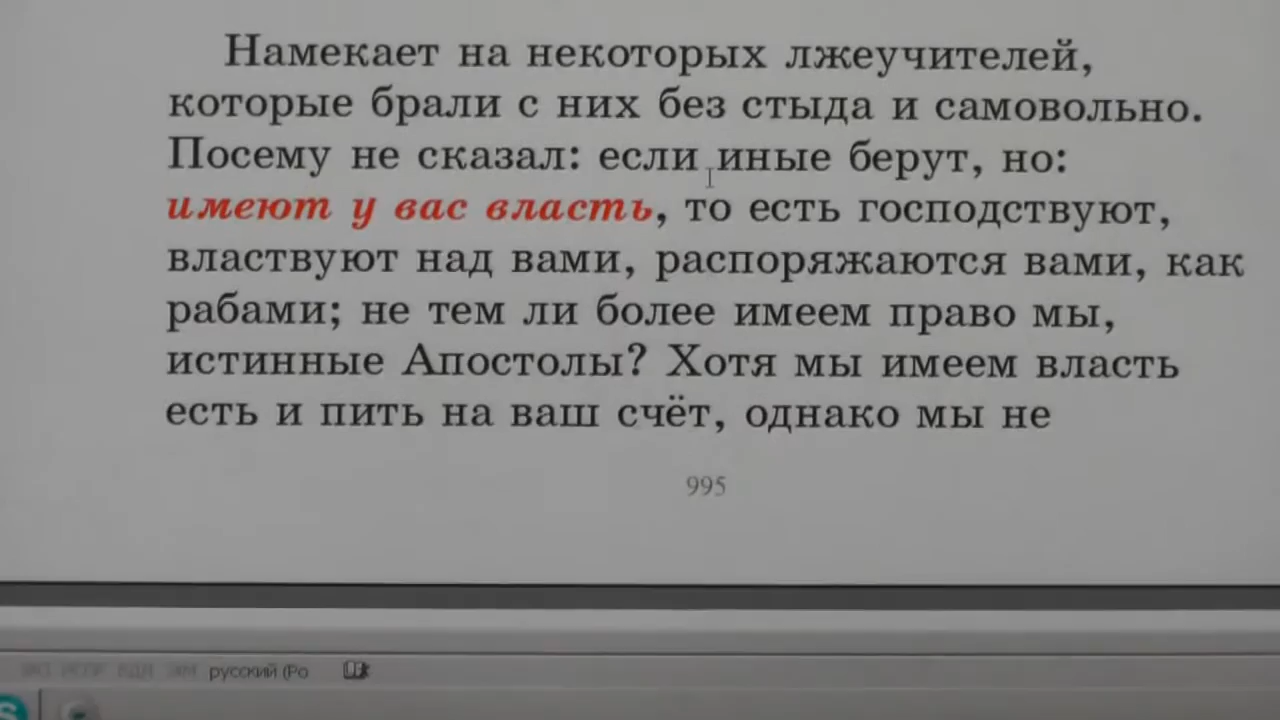 Намекает на некоторых лжеучителей,
которые брали с них без стыда и самовольно.
Посему не сказал: если иные берут, но:
имеют у вас власть, то есть господствуют,
властвуют над вами, распоряжаются вами, как
рабами; не тем ли более имеем право мы,
истинные Апостолы? Хотя мы имеем власть
есть и пить на ваш счёт, однако мы не
995
русский (Ро